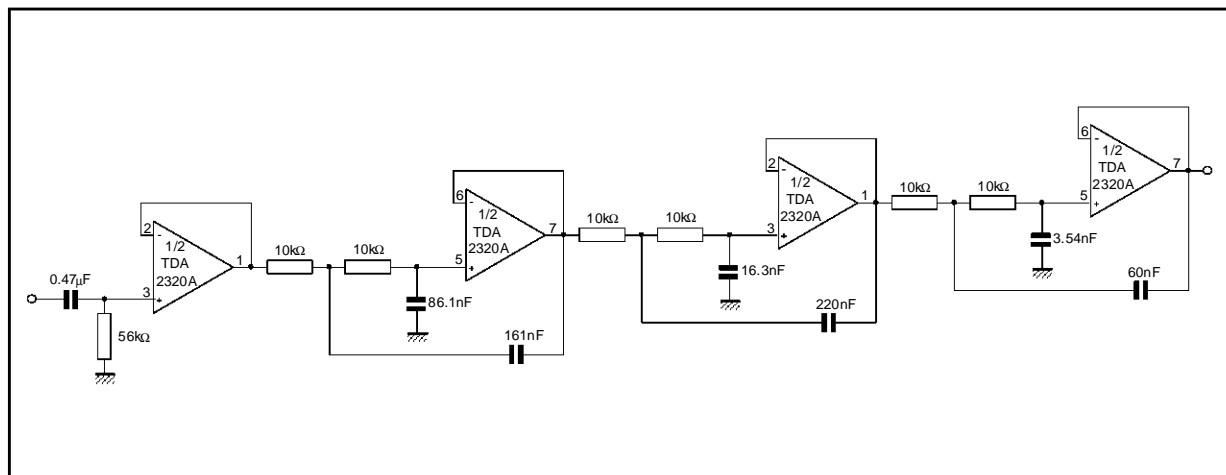 0.47µF
56kΩ
2
3
1
-
+
1/2
TDA
2320A
10kΩ
10kΩ
86.1nF
161nF
6
5
7
-
+
1/2
TDA
2320A
10kΩ
10kΩ
16.3nF
220nF
2
3
1
-
+
1/2
TDA
2320A
10kΩ
10kΩ
3.54nF
60nF
6
5
7
-
+
1/2
TDA
2320A